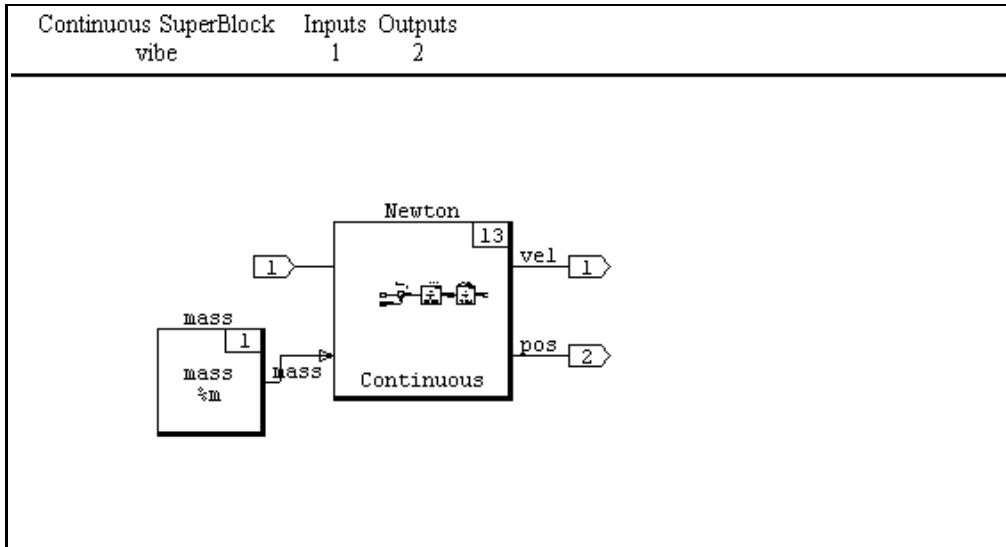 Continuous SuperBlock Inputs Outputs
vibe 1 2
Newton
13
1
vel 1
mass
1
mass
%m
mass
pos 2
Continuous